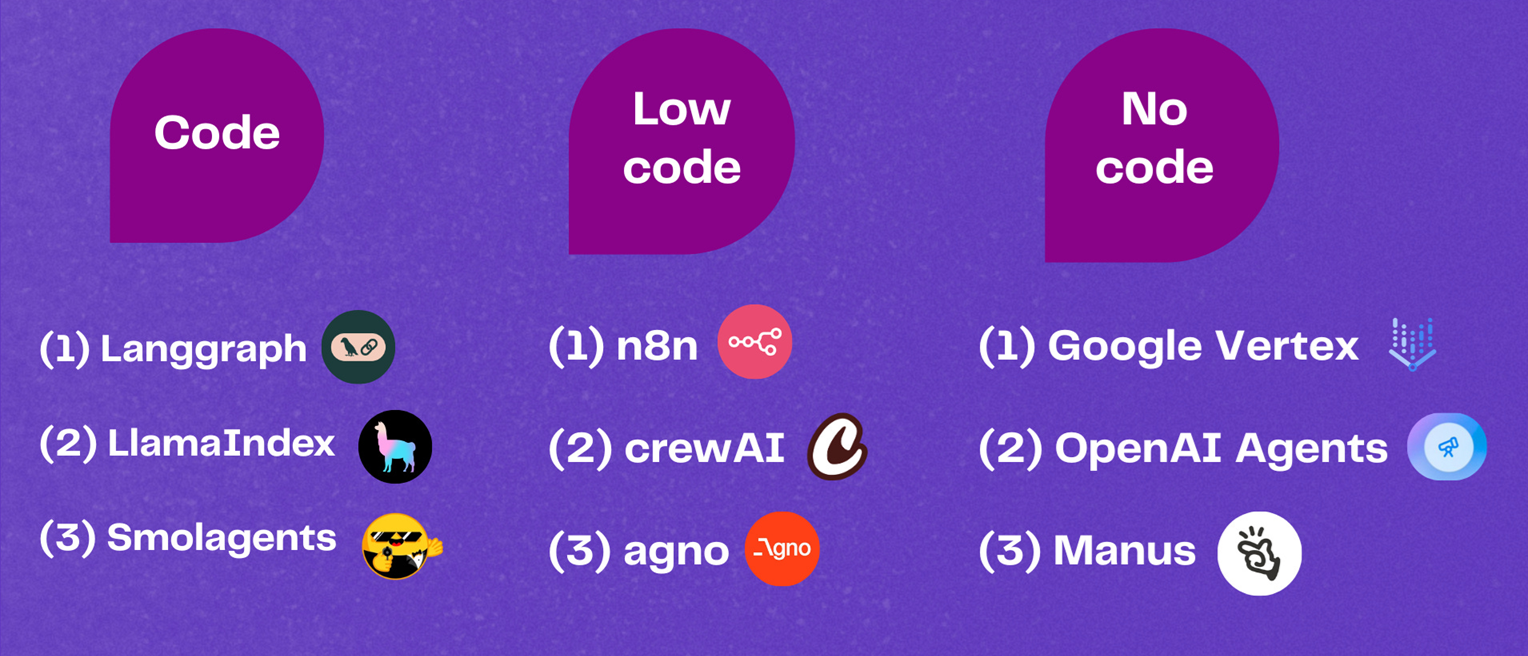 Code
Low
code
No
code
(1) Langgraph
(2) LlamaIndex
(3) Smolagents
(1) n8n
(2) crewAI
(3) agno
gno
(1) Google Vertex
(2) OpenAI Agents
(3) Manus